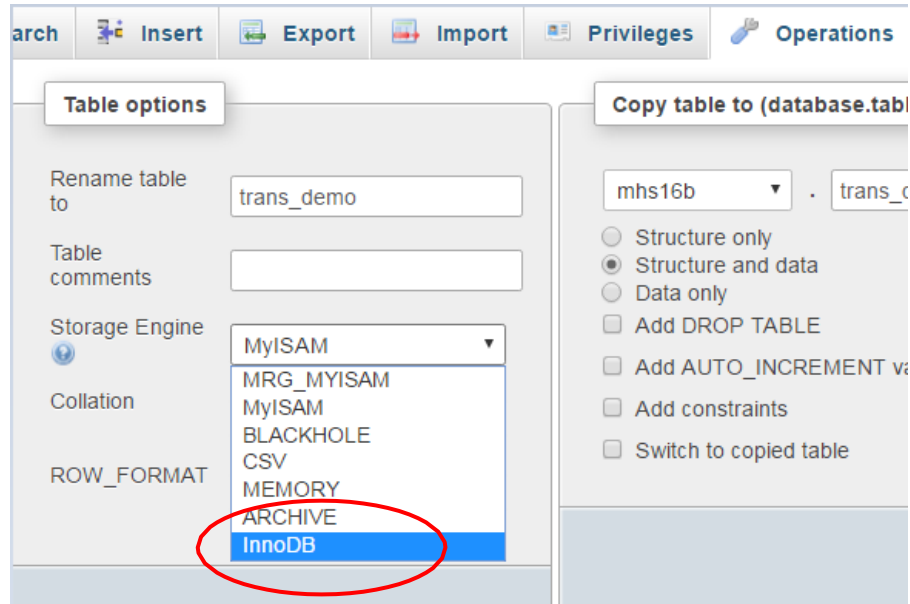 arch Insert Export Import Privileges Operations
Table options
Rename table
to
trans_demo
Table
comments
Storage Engine
MyISAM
MRG_MYISAM
MyISAM
BLACKHOLE
CSV
MEMORY
ARCHIVE
InnoDB
Collation
ROW_FORMAT
Copy table to (database.tabl
mhs16b . trans_
Structure only
Structure and data
Data only
Add DROP TABLE
Add AUTO_INCREMENT va
Add constraints
Switch to copied table